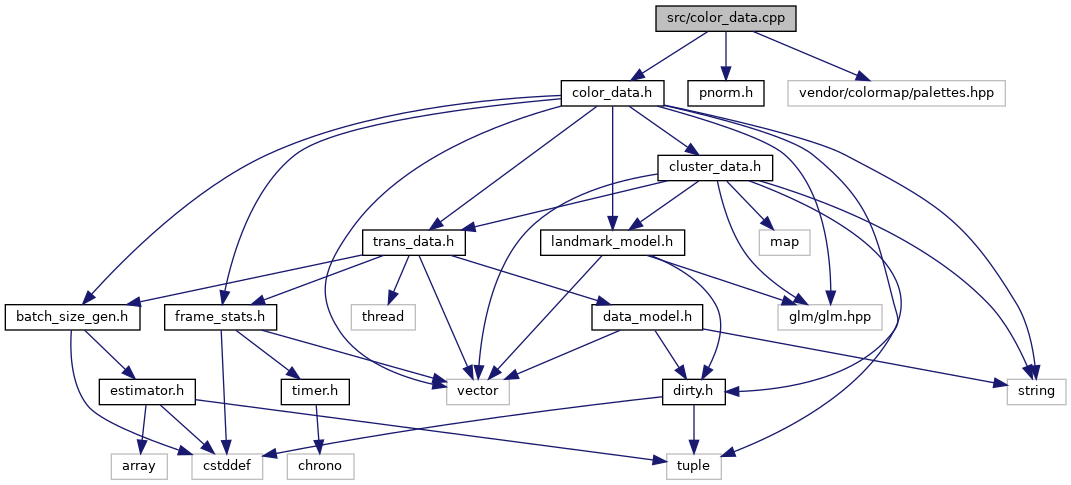 src/color_data.cpp
color_data.h
pnorm.h
vendor/colormap/palettes.hpp
cluster_data.h
trans_data.h
landmark_model.h
map
batch_size_gen.h
frame_stats.h
thread
data_model.h
glm/glm.hpp
estimator.h
timer.h
vector
dirty.h
string
array
cstddef
chrono
tuple